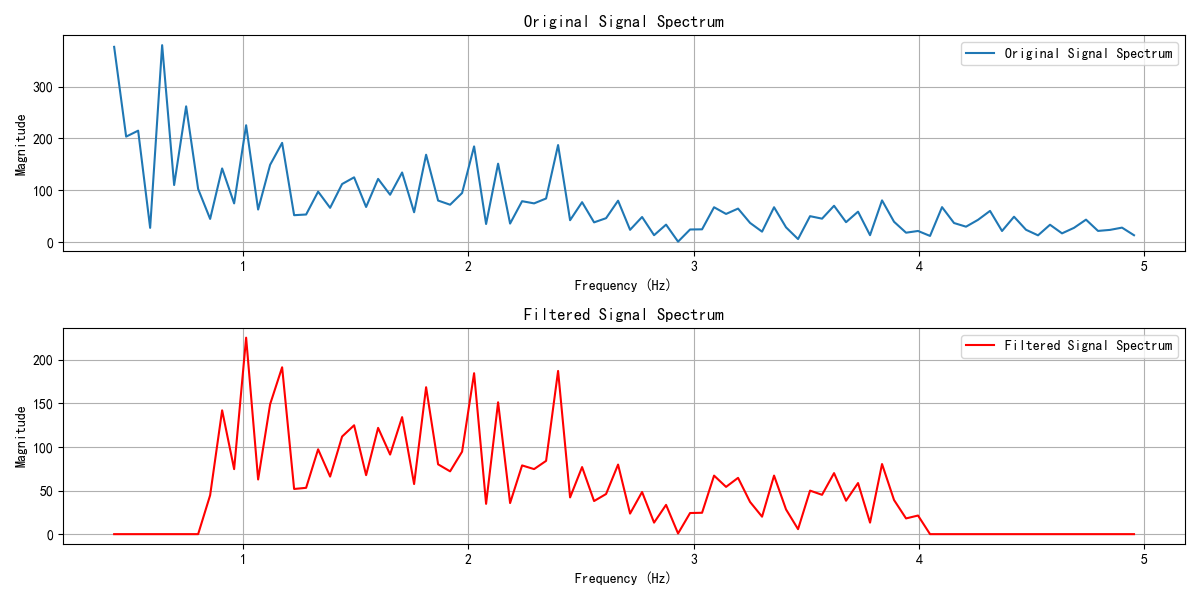 Original Signal Spectrum
Original Signal Spectrum
Magnitude
300
200
100
0
1 2 3 4 5
Frequency (Hz)
Filtered Signal Spectrum
Filtered Signal Spectrum
Magnitude
200
150
100
50
0
1 2 3 4 5
Frequency (Hz)